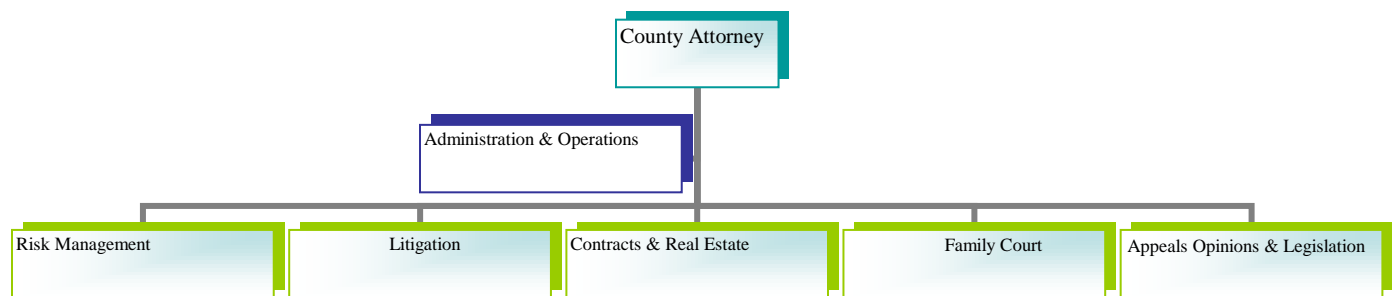 County Attorney
Administration & Operations
Risk Management
Litigation
Contracts & Real Estate
Family Court
Appeals Opinions & Legislation